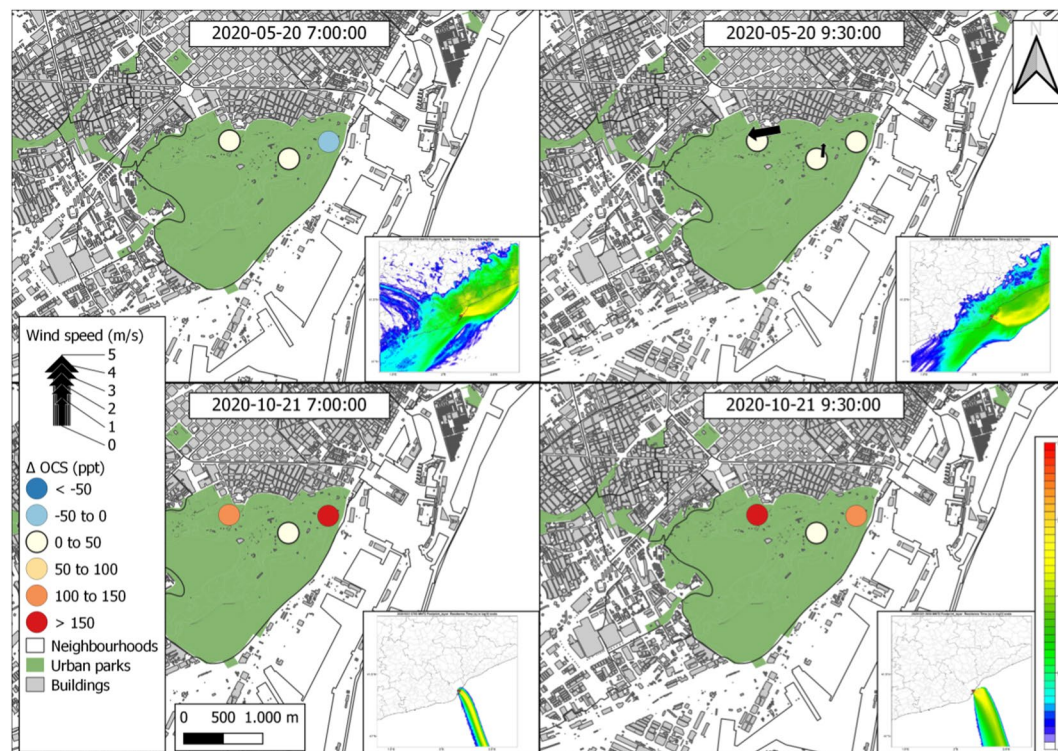 2020-05-20 7:00:00
2020-05-20 9:30:00
N
Wind speed (m/s)
5
4
3
2
1
0
Δ OCS (ppt)
< -50
-50 to 0
0 to 50
50 to 100
100 to 150
> 150
Neighbourhoods
Urban parks
Buildings
2020-10-21 7:00:00
2020-10-21 9:30:00
0 500 1.000 m